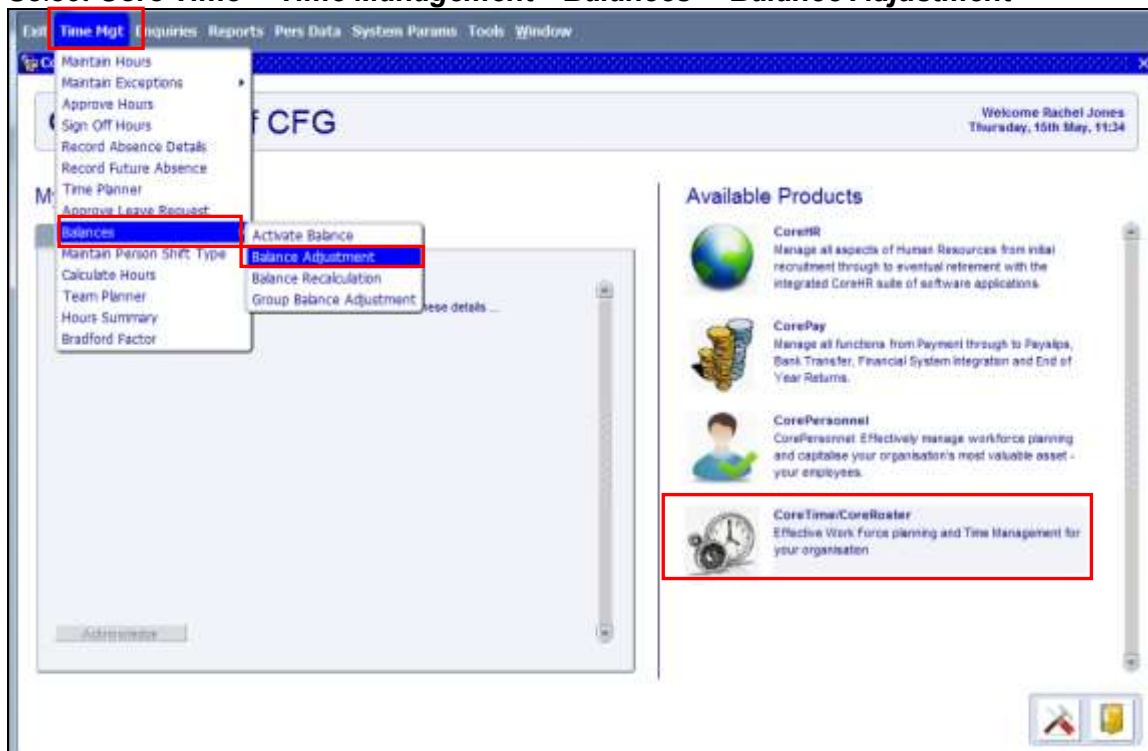 Select Core Time – Time Management – Balances – Balance Adjustment
Exit Time Mgt Enquiries Reports Pers Data System Params Tools Window
Maintain Hours
Maintain Exceptions
Approve Hours
Sign Off Hours
Record Absence Details
Record Future Absence
Time Planner
Approve Leave Request
Balances
Maintain Person Shift Type
Calculate Hours
Team Planner
Hours Summary
Bradford Factor
Activate Balance
Balance Adjustment
Balance Recalculation
Group Balance Adjustment
CFG
Welcome Rachel Jones
Thursday, 15th May, 11:34
these details ...
Available Products
CoreHR
Manage all aspects of Human Resources from initial
recruitment through to eventual retirement with the
integrated CoreHR suite of software applications.
CorePay
Manage all functions from Payment through to Payslips,
Bank Transfer, Financial System Integration and End of
Year Returns.
CorePersonnel
CorePersonnel: Effectively manage workforce planning
and capitalise your organisation's most valuable asset -
your employees.
CoreTime/CoreRoster
Effective Work Force planning and Time Management for
your organisation